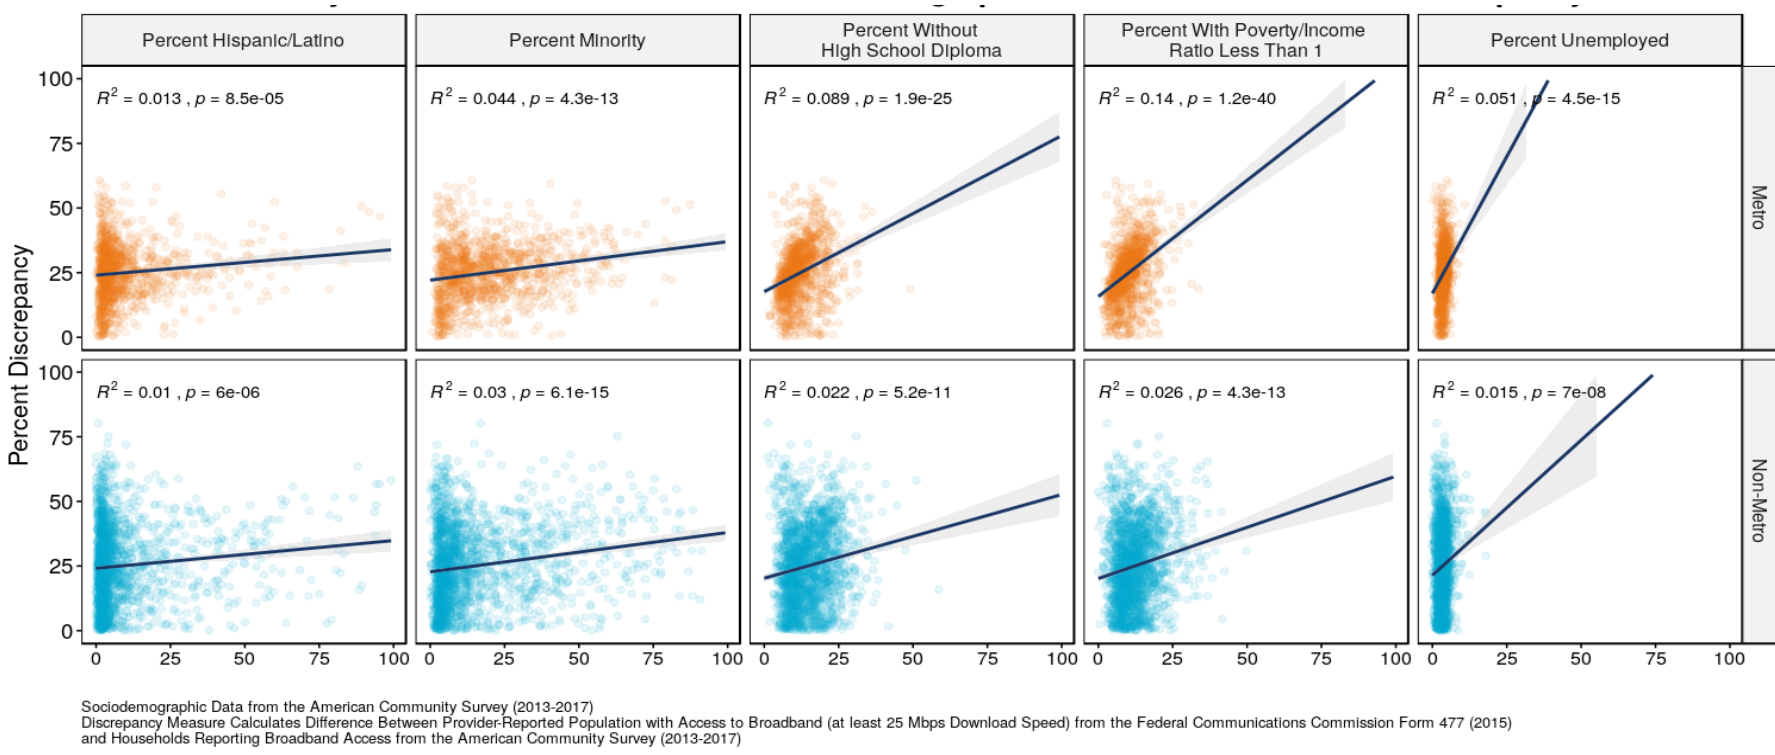 Percent Hispanic/Latino
Percent Minority
Percent Without
High School Diploma
Percent With Poverty/Income
Ratio Less Than 1
Percent Unemployed
Percent Discrepancy
100
75
50
25
0
R² = 0.013 , p = 8.5e-05
R² = 0.044 , p = 4.3e-13
R² = 0.089 , p = 1.9e-25
R² = 0.14 , p = 1.2e-40
R² = 0.051 , p = 4.5e-15
Metro
100
75
50
25
0
R² = 0.01 , p = 6e-06
R² = 0.03 , p = 6.1e-15
R² = 0.022 , p = 5.2e-11
R² = 0.026 , p = 4.3e-13
R² = 0.015 , p = 7e-08
Non-Metro
0 25 50 75 100
0 25 50 75 100
0 25 50 75 100
0 25 50 75 100
0 25 50 75 100
Sociodemographic Data from the American Community Survey (2013-2017)
Discrepancy Measure Calculates Difference Between Provider-Reported Population with Access to Broadband (at least 25 Mbps Download Speed) from the Federal Communications Commission Form 477 (2015)
and Households Reporting Broadband Access from the American Community Survey (2013-2017)